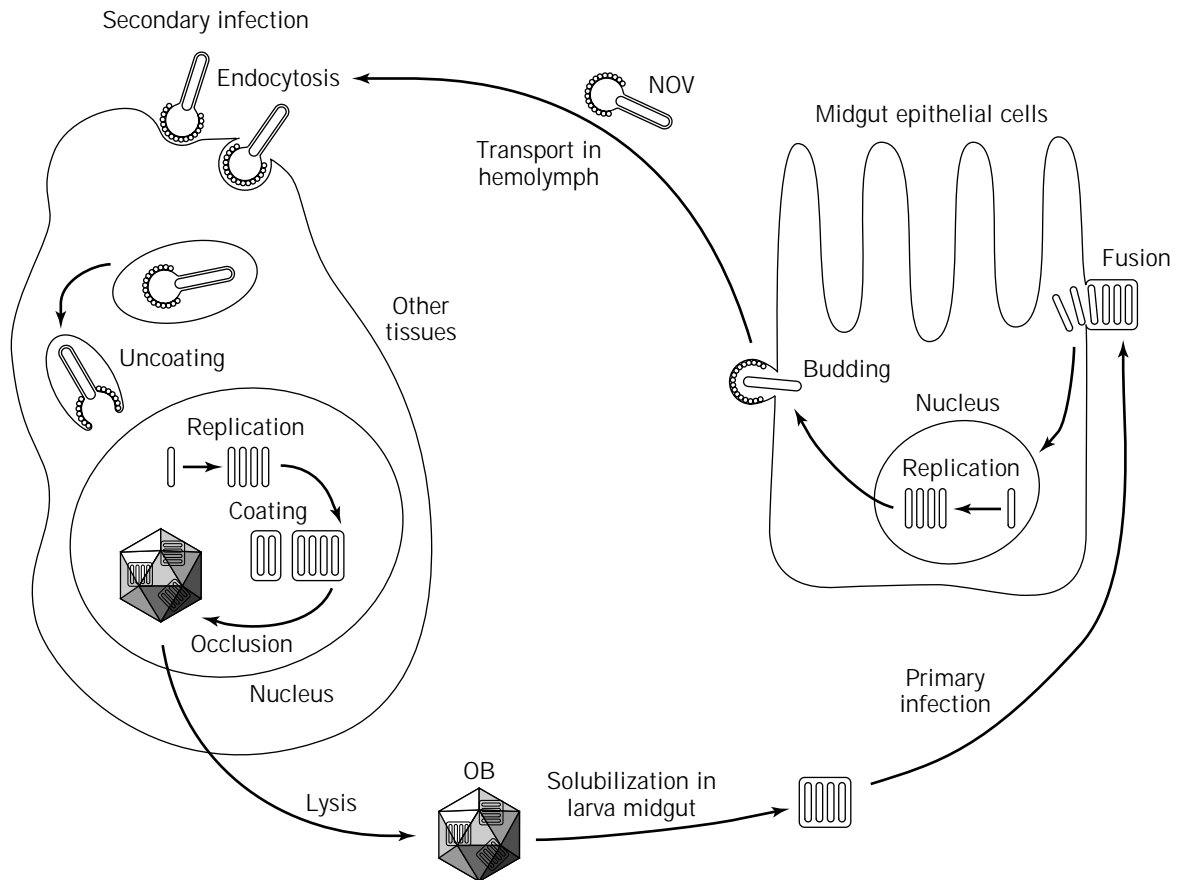 Secondary infection
Endocytosis
NOV
Midgut epithelial cells
Transport in
hemolymph
Fusion
Other
tissues
Uncoating
Budding
Nucleus
Replication
Replication
Coating
Occlusion
Nucleus
Primary
infection
OB
Solubilization in
larva midgut
Lysis